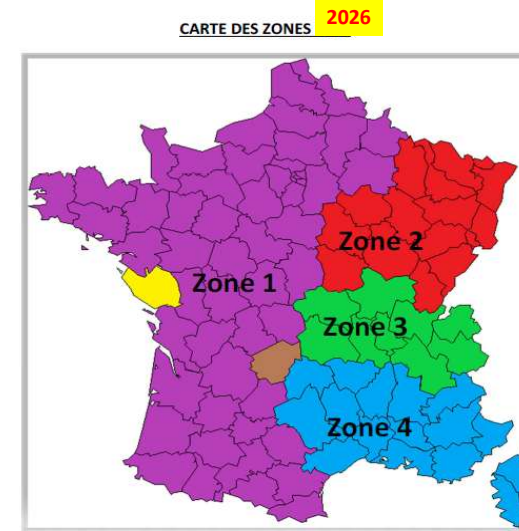 CARTE DES ZONES 2026
Zone 2
Zone 1
Zone 3
Zone 4